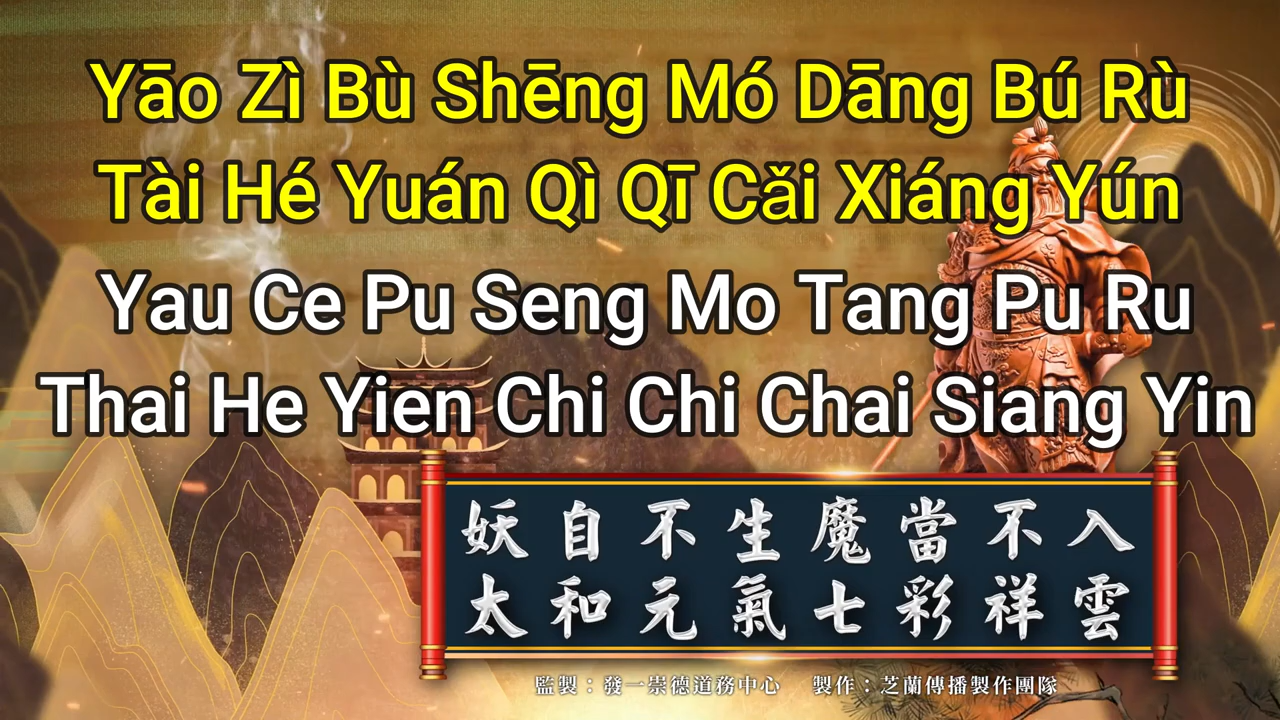 Yāo Zì Bù Shēng Mó Dāng Bú Rù
Tài Hé Yuán Qì Qī Cǎi Xiáng Yún
Yau Ce Pu Seng Mo Tang Pu Ru
Thai He Yien Chi Chi Chai Siang Yin
妖自不生魔當不入
太和元氣七彩祥雲
監製：發一崇德道務中心 製作：芝蘭傳播製作團隊